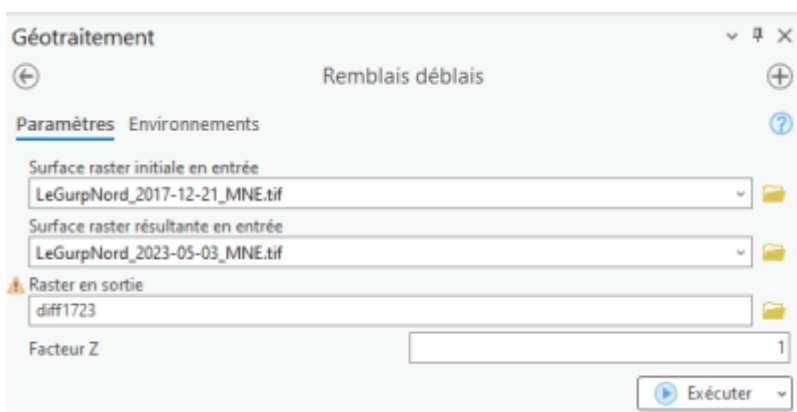 Géotraitement
Remblais déblais
Paramètres Environnements
Surface raster initiale en entrée
LeGurpNord_2017-12-21_MNE.tif
Surface raster résultante en entrée
LeGurpNord_2023-05-03_MNE.tif
Raster en sortie
diff1723
Facteur Z 1
Exécuter